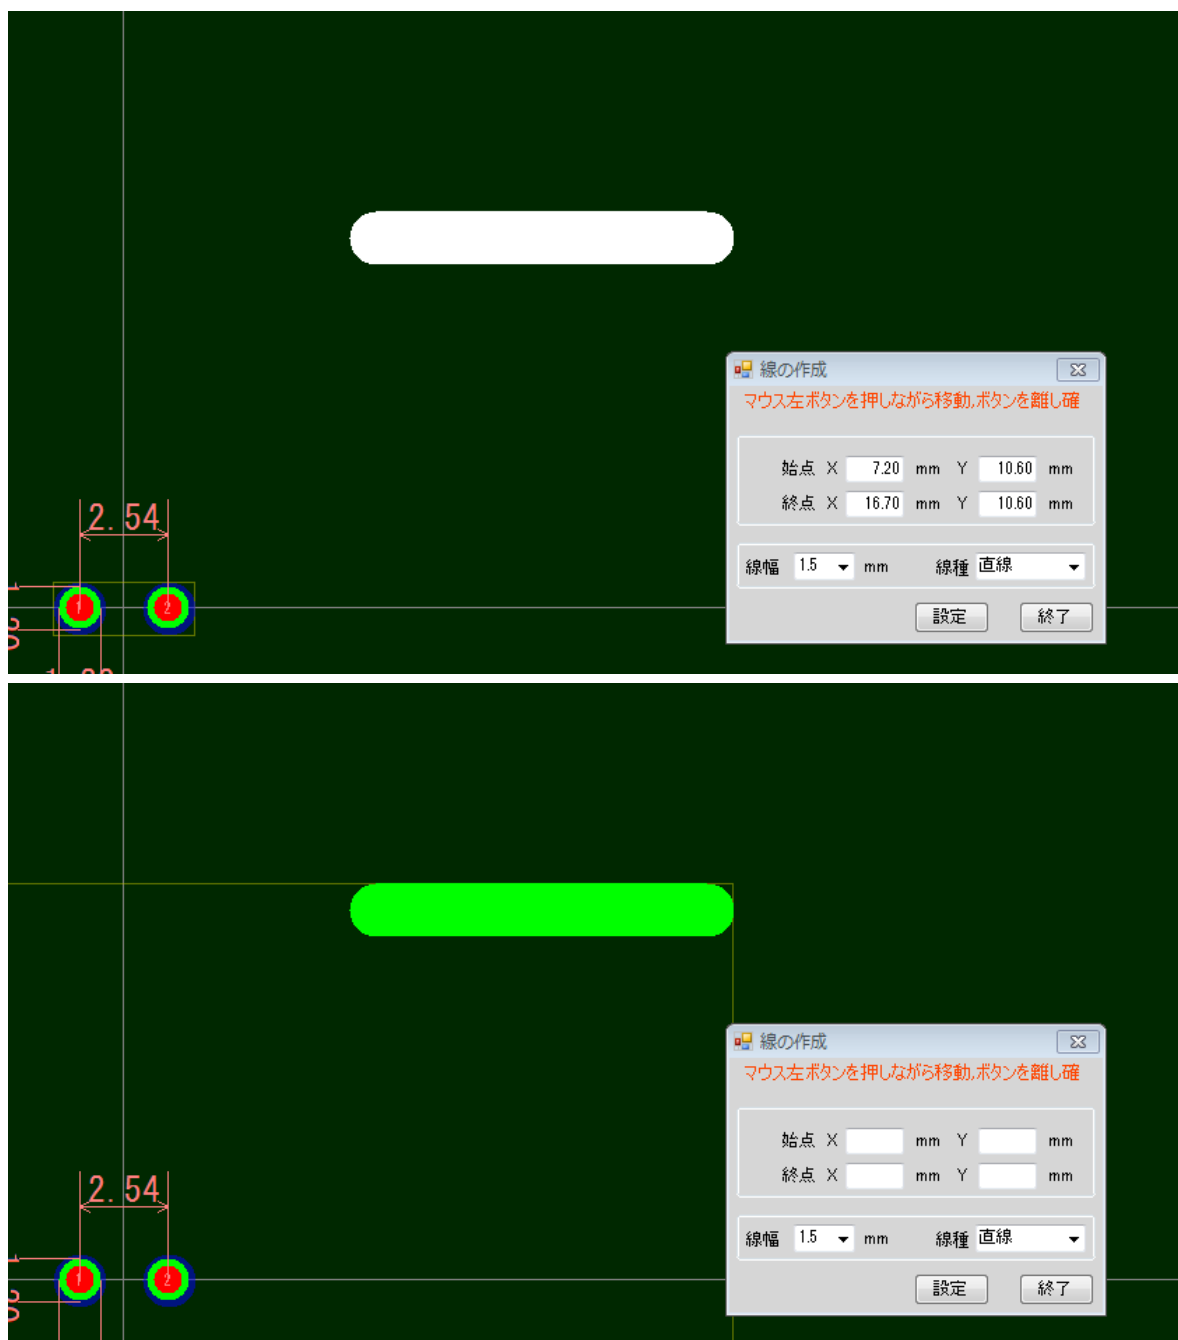 線の作成
マウス左ボタンを押しながら移動,ボタンを離し確
始点 X 7.20 mm Y 10.60 mm
終点 X 16.70 mm Y 10.60 mm
2.54
線幅 1.5 mm 線種 直線
1 2
設定 終了
線の作成
マウス左ボタンを押しながら移動,ボタンを離し確
始点 X mm Y mm
終点 X mm Y mm
2.54
線幅 1.5 mm 線種 直線
1 2
設定 終了